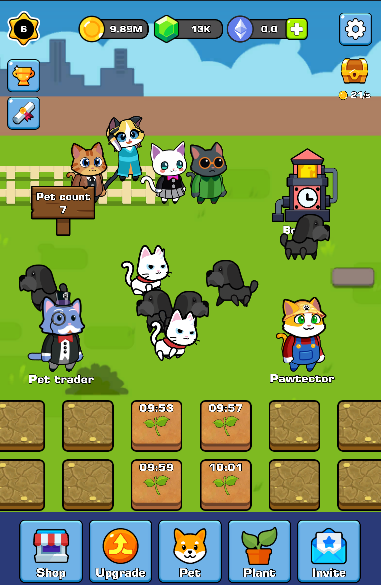 6
9.89M
13K
0.0
Pet count
7
B
Pet trader
Pawtector
09:53
09:57
09:59
10:01
Shop
Upgrade
Pet
Plant
Invite